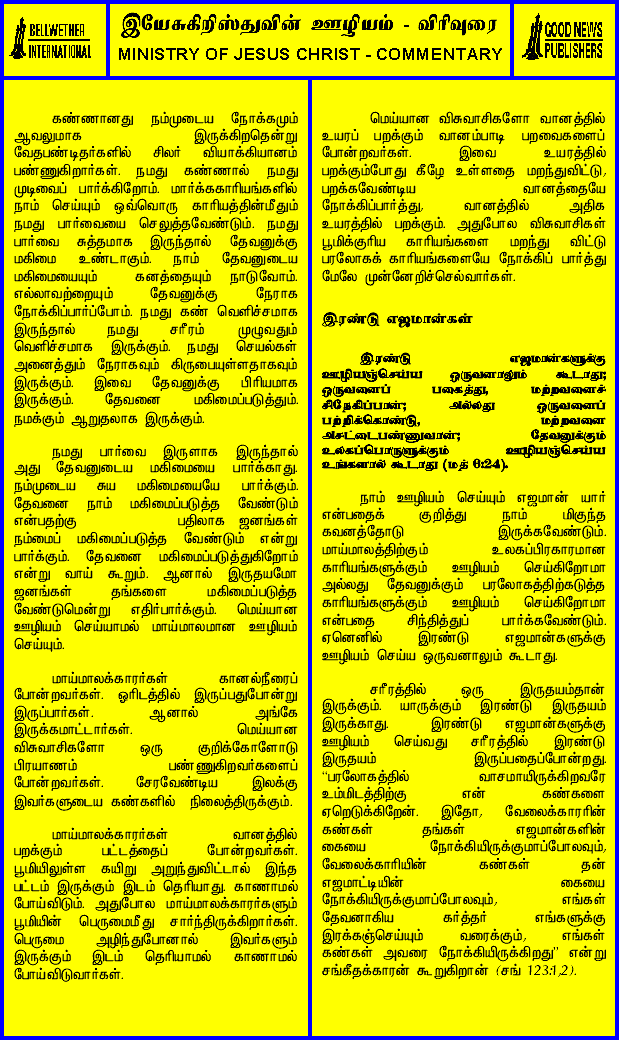 BELLWETHER
INTERNATIONAL
இயேசுகிறிஸ்துவின் ஊழியம் - விரிவுரை
MINISTRY OF JESUS CHRIST - COMMENTARY
GOOD NEWS
PUBLISHERS
கண்ணானது நம்முடைய நோக்கமும்
ஆவலுமாக இருக்கிறதென்று
வேதபண்டிதர்களில் சிலர் வியாக்கியானம்
பண்ணுகிறார்கள். நமது கண்ணால் நமது
முடிவைப் பார்க்கிறோம். மார்க்ககாரியங்களில்
நாம் செய்யும் ஒவ்வொரு காரியத்தின்மீதும்
நமது பார்வையை செலுத்தவேண்டும். நமது
பார்வை சுத்தமாக இருந்தால் தேவனுக்கு
மகிமை உண்டாகும். நாம் தேவனுடைய
மகிமையையும் கனத்தையும் நாடுவோம்.
எல்லாவற்றையும் தேவனுக்கு நேராக
நோக்கிப்பார்ப்போம். நமது கண் வெளிச்சமாக
இருந்தால் நமது சரீரம் முழுவதும்
வெளிச்சமாக இருக்கும். நமது செயல்கள்
அனைத்தும் நேராகவும் கிருபையுள்ளதாகவும்
இருக்கும். இவை தேவனுக்கு பிரியமாக
இருக்கும். தேவனை மகிமைப்படுத்தும்.
நமக்கும் ஆறுதலாக இருக்கும்.
நமது பார்வை இருளாக இருந்தால்
அது தேவனுடைய மகிமையை பார்க்காது.
நம்முடைய சுய மகிமையையே பார்க்கும்.
தேவனை நாம் மகிமைப்படுத்த வேண்டும்
என்பதற்கு பதிலாக ஜனங்கள்
நம்மைப் மகிமைப்படுத்த வேண்டும் என்று
பார்க்கும். தேவனை மகிமைப்படுத்துகிறோம்
என்று வாய் கூறும். ஆனால் இருதயமோ
ஜனங்கள் தங்களை மகிமைப்படுத்த
வேண்டுமென்று எதிர்பார்க்கும். மெய்யான
ஊழியம் செய்யாமல் மாய்மாலமான ஊழியம்
செய்யும்.
மாய்மாலக்காரர்கள் கானல்நீரைப்
போன்றவர்கள். ஓரிடத்தில் இருப்பதுபோன்று
இருப்பார்கள். ஆனால் அங்கே
இருக்கமாட்டார்கள். மெய்யான
விசுவாசிகளோ ஒரு குறிக்கோளோடு
பிரயாணம் பண்ணுகிறவர்களைப்
போன்றவர்கள். சேரவேண்டிய இலக்கு
இவர்களுடைய கண்களில் நிலைத்திருக்கும்.
மாய்மாலக்காரர்கள் வானத்தில்
பறக்கும் பட்டத்தைப் போன்றவர்கள்.
பூமியிலுள்ள கயிறு அறுந்துவிட்டால் இந்த
பட்டம் இருக்கும் இடம் தெரியாது. காணாமல்
போய்விடும். அதுபோல மாய்மாலக்காரர்களும்
பூமியின் பெருமைமீது சார்ந்திருக்கிறார்கள்.
பெருமை அழிந்துபோனால் இவர்களும்
இருக்கும் இடம் தெரியாமல் காணாமல்
போய்விடுவார்கள்.
மெய்யான விசுவாசிகளோ வானத்தில்
உயரப் பறக்கும் வானம்பாடி பறவைகளைப்
போன்றவர்கள். இவை உயரத்தில்
பறக்கும்போது கீழே உள்ளதை மறந்துவிட்டு,
பறக்கவேண்டிய வானத்தையே
நோக்கிப்பார்த்து, வானத்தில் அதிக
உயரத்தில் பறக்கும். அதுபோல விசுவாசிகள்
பூமிக்குரிய காரியங்களை மறந்து விட்டு
பரலோகக் காரியங்களையே நோக்கிப் பார்த்து
மேலே முன்னேறிச்செல்வார்கள்.
இரண்டு எஜமான்கள்
இரண்டு எஜமான்களுக்கு
ஊழியஞ்செய்ய ஒருவனாலும் கூடாது;
ஒருவனைப் பகைத்து, மற்றவனைச்
சிநேகிப்பான்; அல்லது ஒருவனைப்
பற்றிக்கொண்டு, மற்றவனை
அசட்டைபண்ணுவான்; தேவனுக்கும்
உலகப்பொருளுக்கும் ஊழியஞ்செய்ய
உங்களால் கூடாது (மத் 6:24).
நாம் ஊழியம் செய்யும் எஜமான் யார்
என்பதைக் குறித்து நாம் மிகுந்த
கவனத்தோடு இருக்கவேண்டும்.
மாய்மாலத்திற்கும் உலகப்பிரகாரமான
காரியங்களுக்கும் ஊழியம் செய்கிறோமா
அல்லது தேவனுக்கும் பரலோகத்திற்கடுத்த
காரியங்களுக்கும் ஊழியம் செய்கிறோமா
என்பதை சிந்தித்துப் பார்க்கவேண்டும்.
ஏனெனில் இரண்டு எஜமான்களுக்கு
ஊழியம் செய்ய ஒருவனாலும் கூடாது.
சரீரத்தில் ஒரு இருதயம்தான்
இருக்கும். யாருக்கும் இரண்டு இருதயம்
இருக்காது. இரண்டு எஜமான்களுக்கு
ஊழியம் செய்வது சரீரத்தில் இரண்டு
இருதயம் இருப்பதைப்போன்றது.
"பரலோகத்தில் வாசமாயிருக்கிறவரே
உம்மிடத்திற்கு என் கண்களை
ஏறெடுக்கிறேன். இதோ, வேலைக்காரரின்
கண்கள் தங்கள் எஜமான்களின்
கையை நோக்கியிருக்குமாப்போலவும்,
வேலைக்காரியின் கண்கள் தன்
எஜமாட்டியின் கையை
நோக்கியிருக்குமாப்போலவும், எங்கள்
தேவனாகிய கர்த்தர் எங்களுக்கு
இரக்கஞ்செய்யும் வரைக்கும், எங்கள்
கண்கள் அவரை நோக்கியிருக்கிறது" என்று
சங்கீதக்காரன் கூறுகிறான் (சங் 123:1,2).